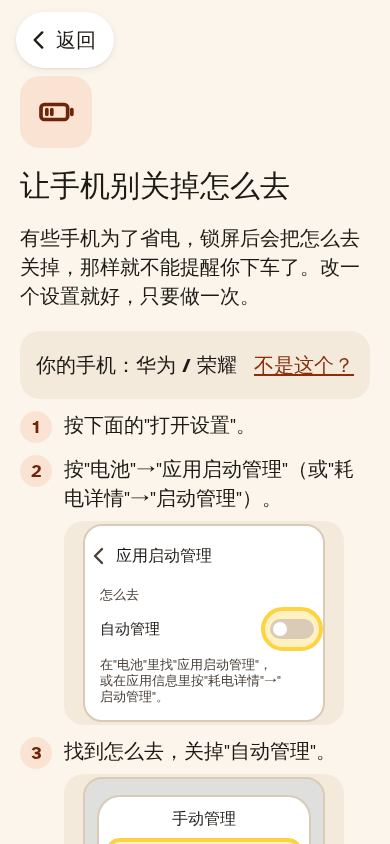 返回
让手机别关掉怎么去
有些手机为了省电，锁屏后会把怎么去
关掉，那样就不能提醒你下车了。改一
个设置就好，只要做一次。
你的手机：华为 / 荣耀 不是这个？
1 按下面的"打开设置"。
2 按"电池"→"应用启动管理"（或"耗
电详情"→"启动管理"）。
应用启动管理
怎么去
自动管理
在"电池"里找"应用启动管理"，
或在应用信息里按"耗电详情"→"
启动管理"。
3 找到怎么去，关掉"自动管理"。
手动管理